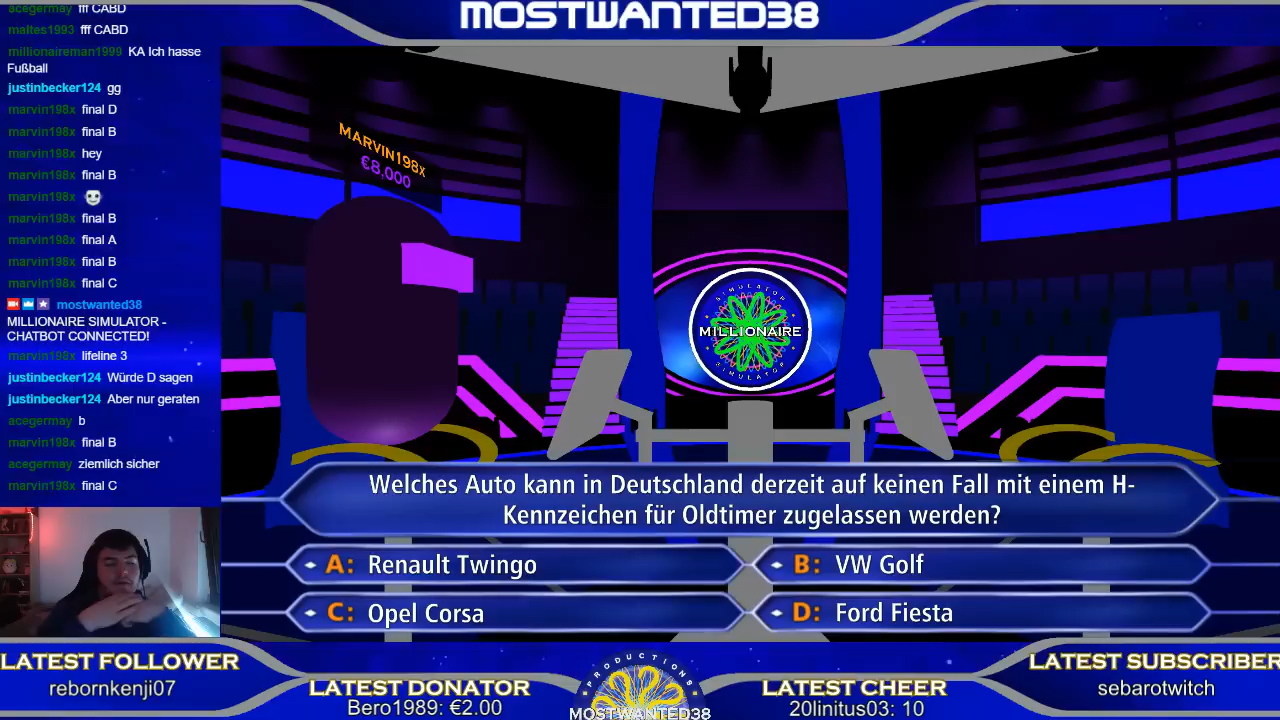 MOSTWANTED38
acegermay fff CABD
maltes1993 fff CABD
millionaireman1999 KA Ich hasse
Fußball
justinbecker124 gg
marvin198x final D
marvin198x final B
marvin198x hey
marvin198x final B
marvin198x
marvin198x final B
marvin198x final A
marvin198x final B
marvin198x final C
mostwanted38
MILLIONAIRE SIMULATOR -
CHATBOT CONNECTED!
marvin198x lifeline 3
justinbecker124 Würde D sagen
justinbecker124 Aber nur geraten
acegermay b
marvin198x final B
acegermay ziemlich sicher
marvin198x final C
MARVIN198X
€8,000
SIMULATOR
MILLIONAIRE
SIMULATOR
Welches Auto kann in Deutschland derzeit auf keinen Fall mit einem H-
Kennzeichen für Oldtimer zugelassen werden?
A: Renault Twingo
B: VW Golf
C: Opel Corsa
D: Ford Fiesta
LATEST FOLLOWER
rebornkenji07
LATEST DONATOR
Bero1989: €2.00
PRODUCTIONS
MOSTWANTED38
LATEST CHEER
20linitus03: 10
LATEST SUBSCRIBER
sebarotwitch